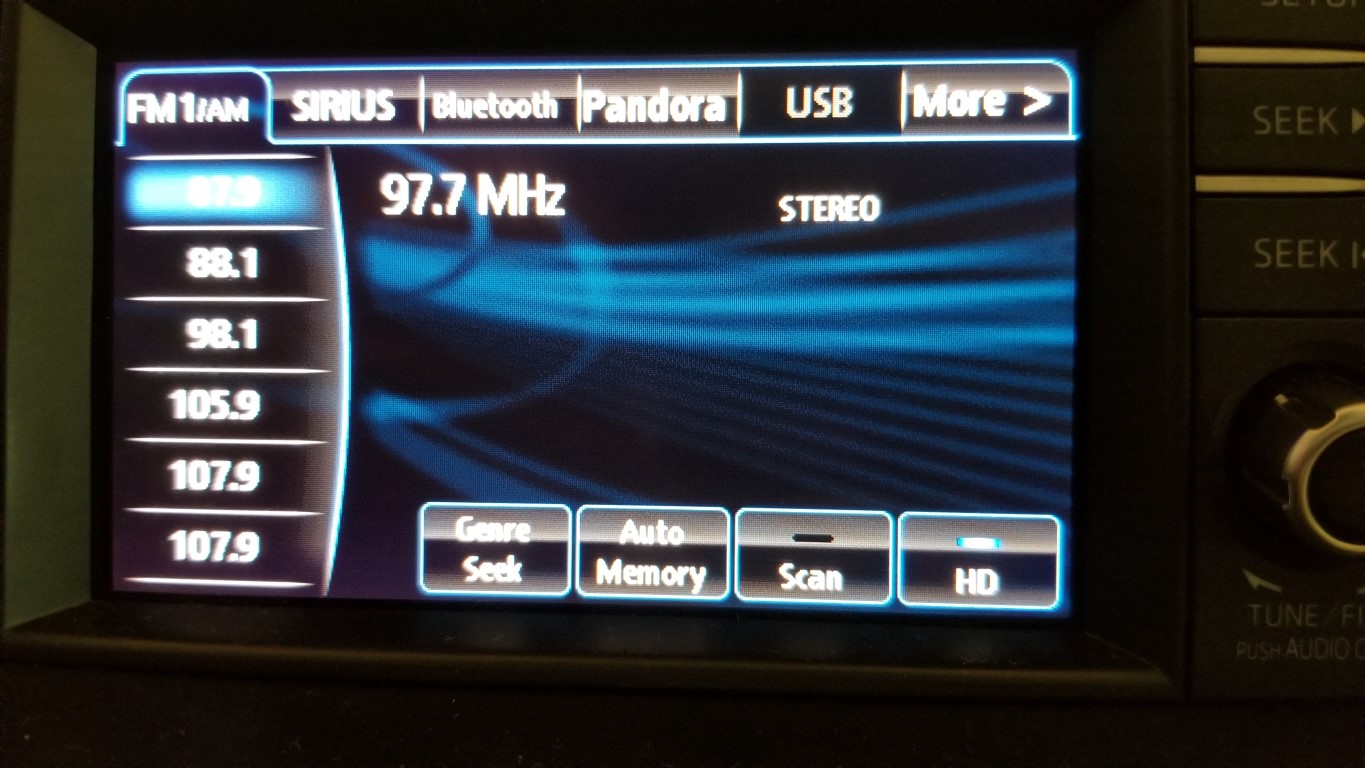 SETUP
FM1/AM SIRIUS Bluetooth Pandora USB More >
SEEK
97.7 MHz
STEREO
87.9
88.1
98.1
105.9
107.9
107.9
SEEK
Genre
Seek
Auto
Memory
Scan
HD
TUNE/
PUSH AUDIO